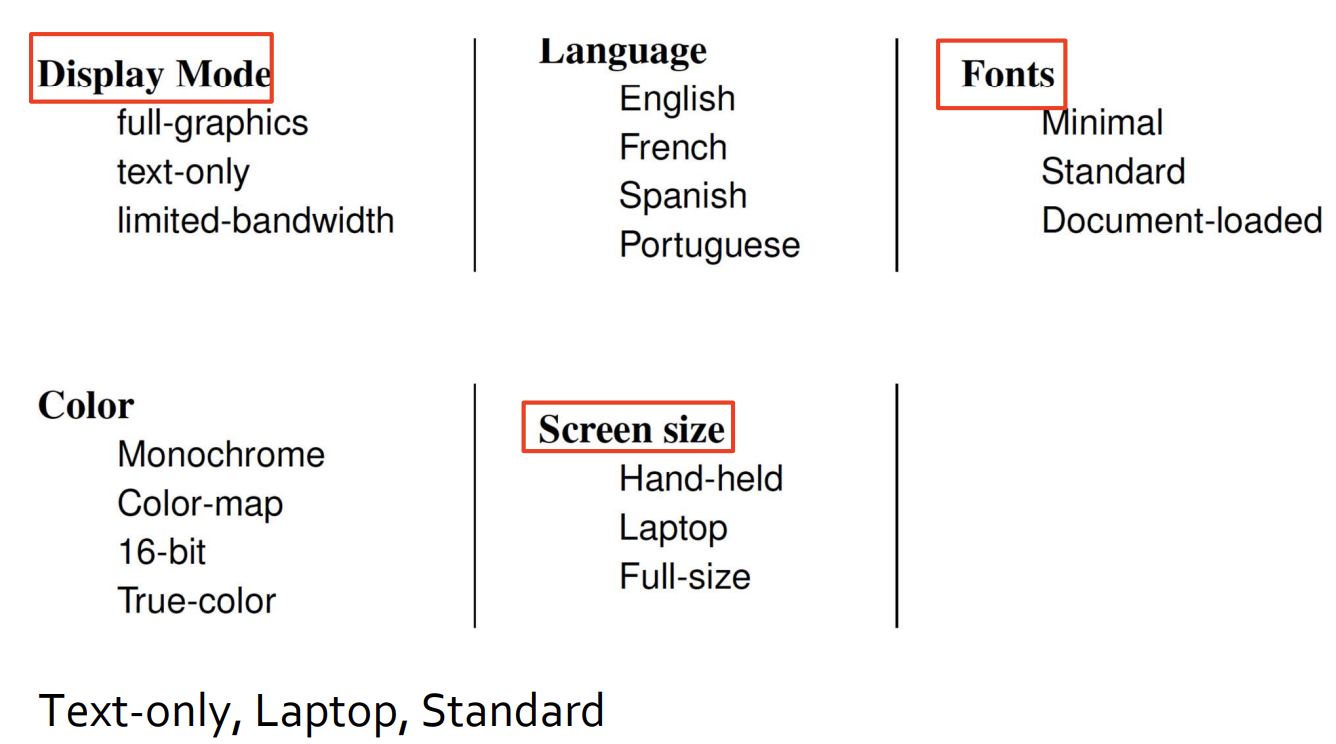 Display Mode
full-graphics
text-only
limited-bandwidth
Language
English
French
Spanish
Portuguese
Fonts
Minimal
Standard
Document-loaded
Color
Monochrome
Color-map
16-bit
True-color
Screen size
Hand-held
Laptop
Full-size
Text-only, Laptop, Standard